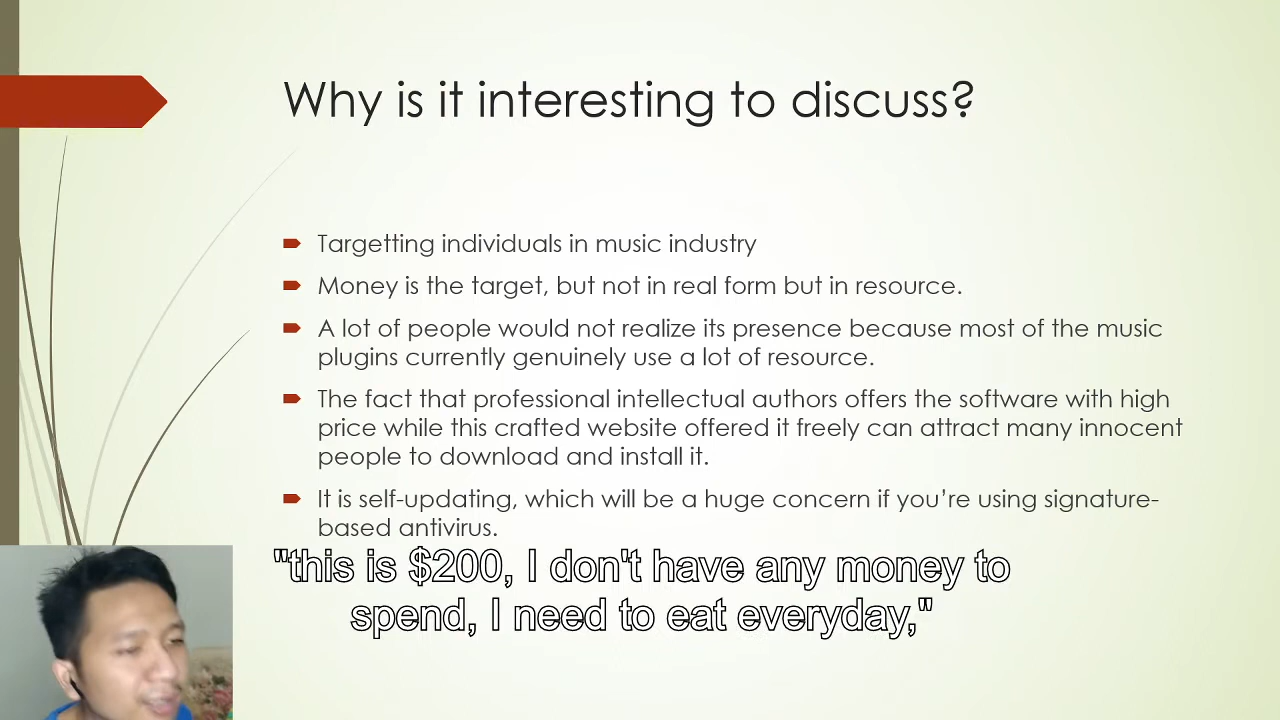 Why is it interesting to discuss?
Targetting individuals in music industry
Money is the target, but not in real form but in resource.
A lot of people would not realize its presence because most of the music
plugins currently genuinely use a lot of resource.
The fact that professional intellectual authors offers the software with high
price while this crafted website offered it freely can attract many innocent
people to download and install it.
It is self-updating, which will be a huge concern if you’re using signature-
based antivirus.
"this is $200, I don't have any money to
spend, I need to eat everyday,"